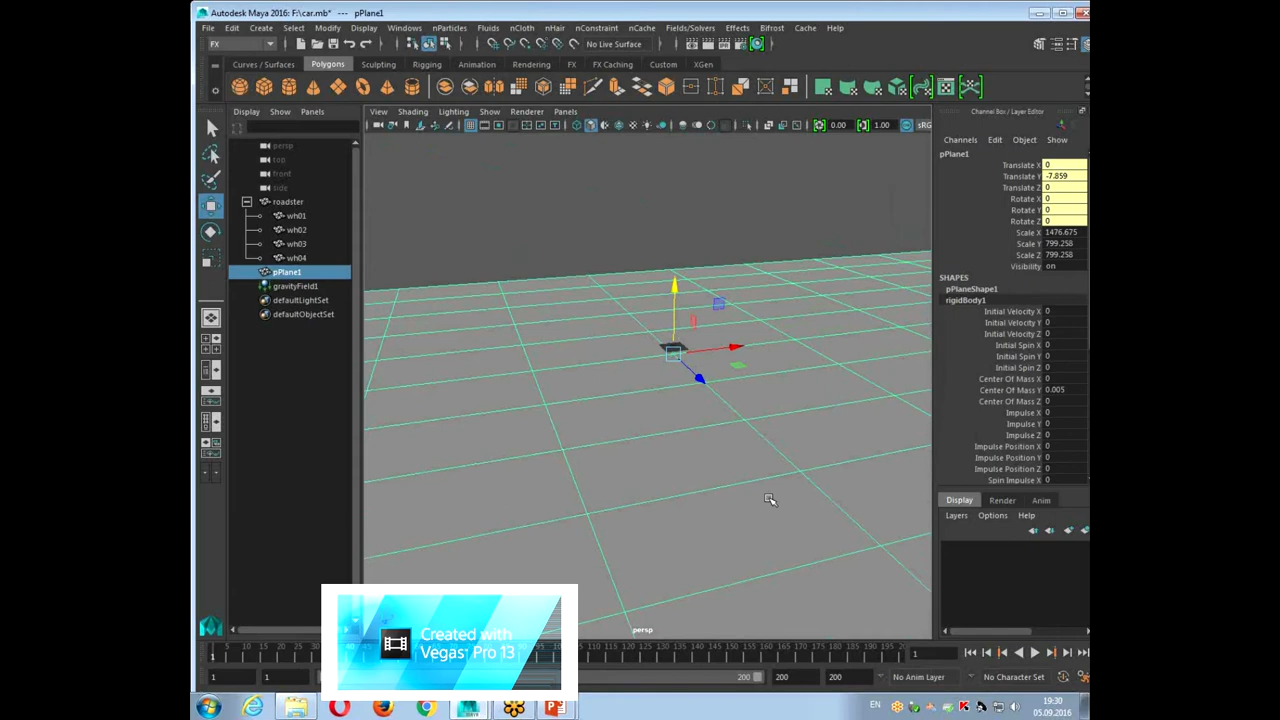 Autodesk Maya 2016: F:\car.mb* --- pPlane1
File Edit Create Select Modify Display Windows nParticles Fluids nCloth nHair nConstraint nCache Fields/Solvers Effects Bifrost Cache Help
FX No Live Surface
Curves / Surfaces Polygons Sculpting Rigging Animation Rendering FX FX Caching Custom XGen
Display Show Panels
View Shading Lighting Show Renderer Panels
0.00 1.00 sRG
persp
top
front
side
roadster
wh01
wh02
wh03
wh04
pPlane1
gravityField1
defaultLightSet
defaultObjectSet
persp
Channel Box / Layer Editor
Channels Edit Object Show
pPlane1
Translate X 0
Translate Y -7.859
Translate Z 0
Rotate X 0
Rotate Y 0
Rotate Z 0
Scale X 1476.675
Scale Y 799.258
Scale Z 799.258
Visibility on
SHAPES
pPlaneShape1
rigidBody1
Initial Velocity X 0
Initial Velocity Y 0
Initial Velocity Z 0
Initial Spin X 0
Initial Spin Y 0
Initial Spin Z 0
Center Of Mass X 0
Center Of Mass Y 0.005
Center Of Mass Z 0
Impulse X 0
Impulse Y 0
Impulse Z 0
Impulse Position X 0
Impulse Position Y 0
Impulse Position Z 0
Spin Impulse X 0
Display Render Anim
Layers Options Help
Created with
Vegas Pro 13
1
1 1 200 200 200 No Anim Layer No Character Set
EN 19:30
05.09.2016